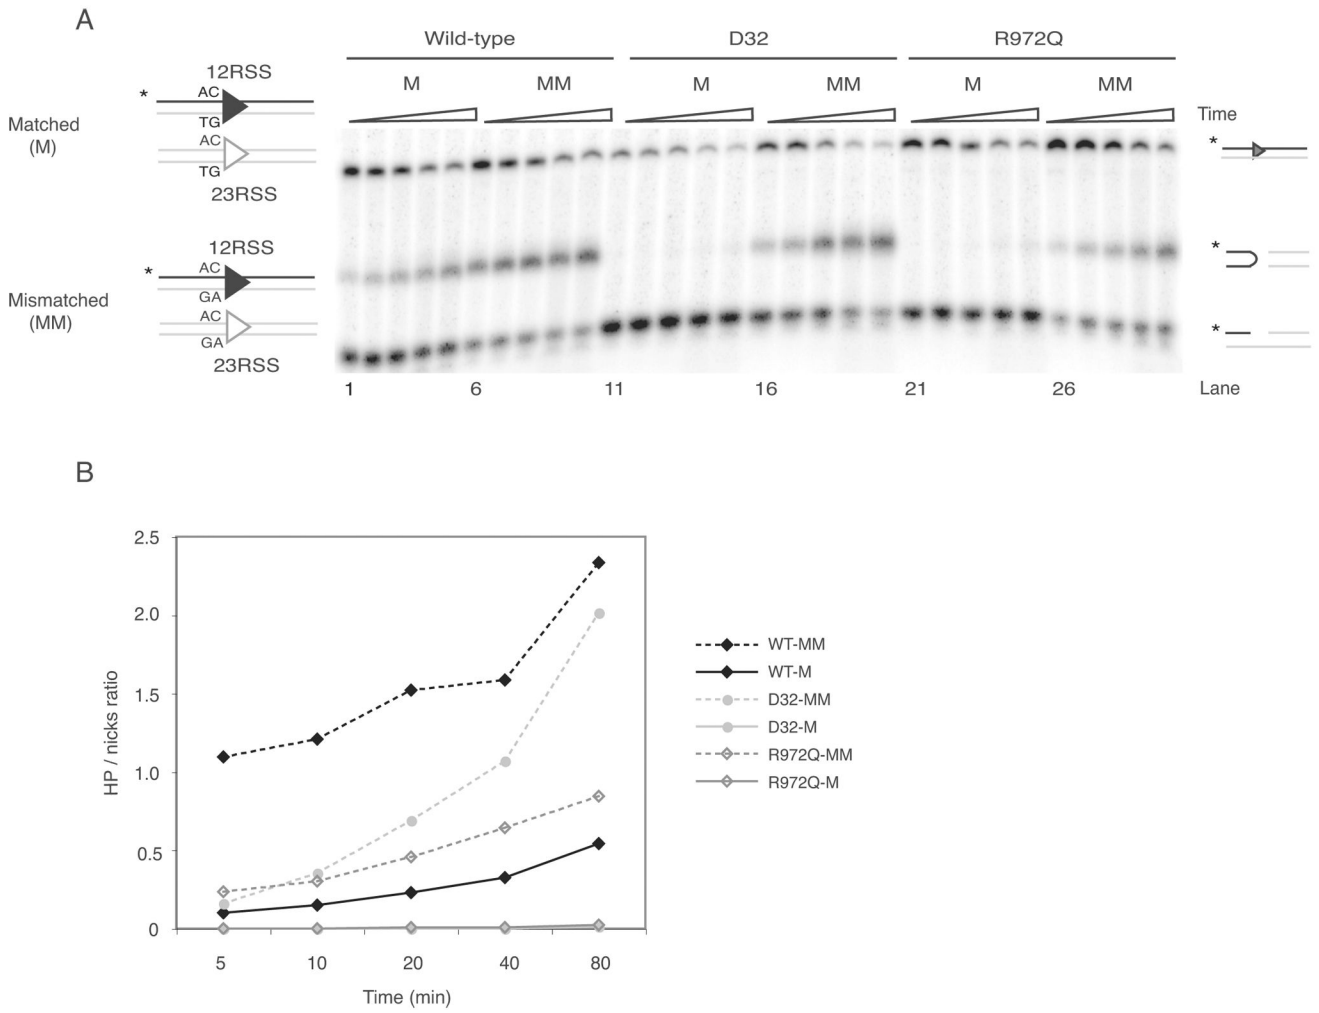 A
Wild-type D32 R972Q
M MM M MM M MM
12RSS
* AC
TG
Matched
(M)
AC
TG
23RSS
12RSS
* AC
GA
Mismatched
(MM)
AC
GA
23RSS
Time
*
*
*
1 6 11 16 21 26 Lane
B
2.5
2.0
1.5
1.0
0.5
0
HP / nicks ratio
5 10 20 40 80
Time (min)
WT-MM
WT-M
D32-MM
D32-M
R972Q-MM
R972Q-M